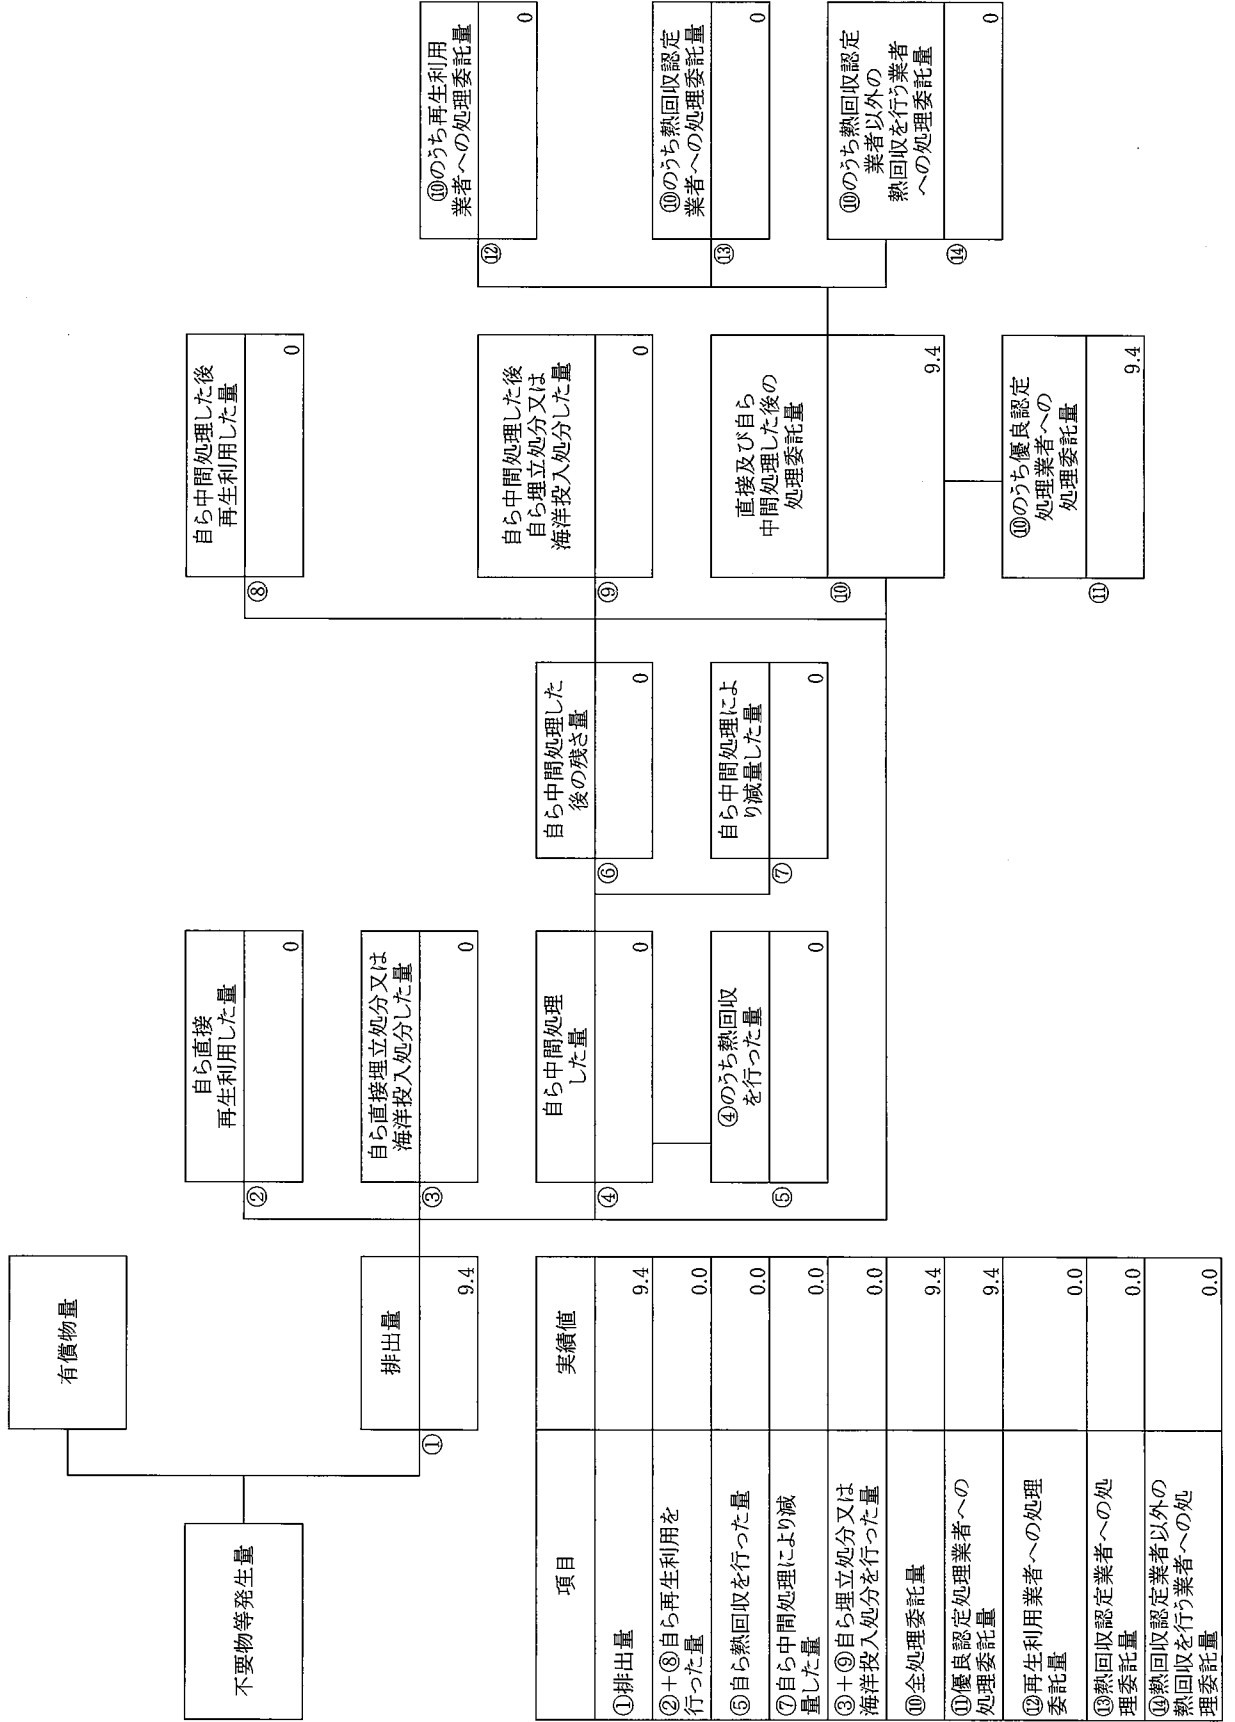 有償物量
不要物等発生量
①
排出量
9.4
②
自ら直接
再生利用した量
0
③
自ら直接埋立処分又は
海洋投入処分した量
0
④
自ら中間処理
した量
0
⑤
④のうち熱回収
を行った量
0
⑥
自ら中間処理した
後の残さ量
0
⑦
自ら中間処理によ
り減量した量
0
⑧
自ら中間処理した後
再生利用した量
0
⑨
自ら中間処理した後
自ら埋立処分又は
海洋投入処分した量
0
⑩
直接及び自ら
中間処理した後の
処理委託量
9.4
⑪
⑩のうち優良認定
処理業者への
処理委託量
9.4
⑫
⑩のうち再生利用
業者への処理委託量
0
⑬
⑩のうち熱回収認定
業者への処理委託量
0
⑭
⑩のうち熱回収認定
業者以外の
熱回収を行う業者
への処理委託量
0
項目 実績値
①排出量 9.4
②+⑧自ら再生利用を
行った量 0.0
⑤自ら熱回収を行った量 0.0
⑦自ら中間処理により減
量した量 0.0
③+⑨自ら埋立処分又は
海洋投入処分を行った量 0.0
⑩全処理委託量 9.4
⑪優良認定処理業者への
処理委託量 9.4
⑫再生利用業者への処理
委託量 0.0
⑬熱回収認定業者への処
理委託量 0.0
⑭熱回収認定業者以外の
熱回収を行う業者への処
理委託量 0.0